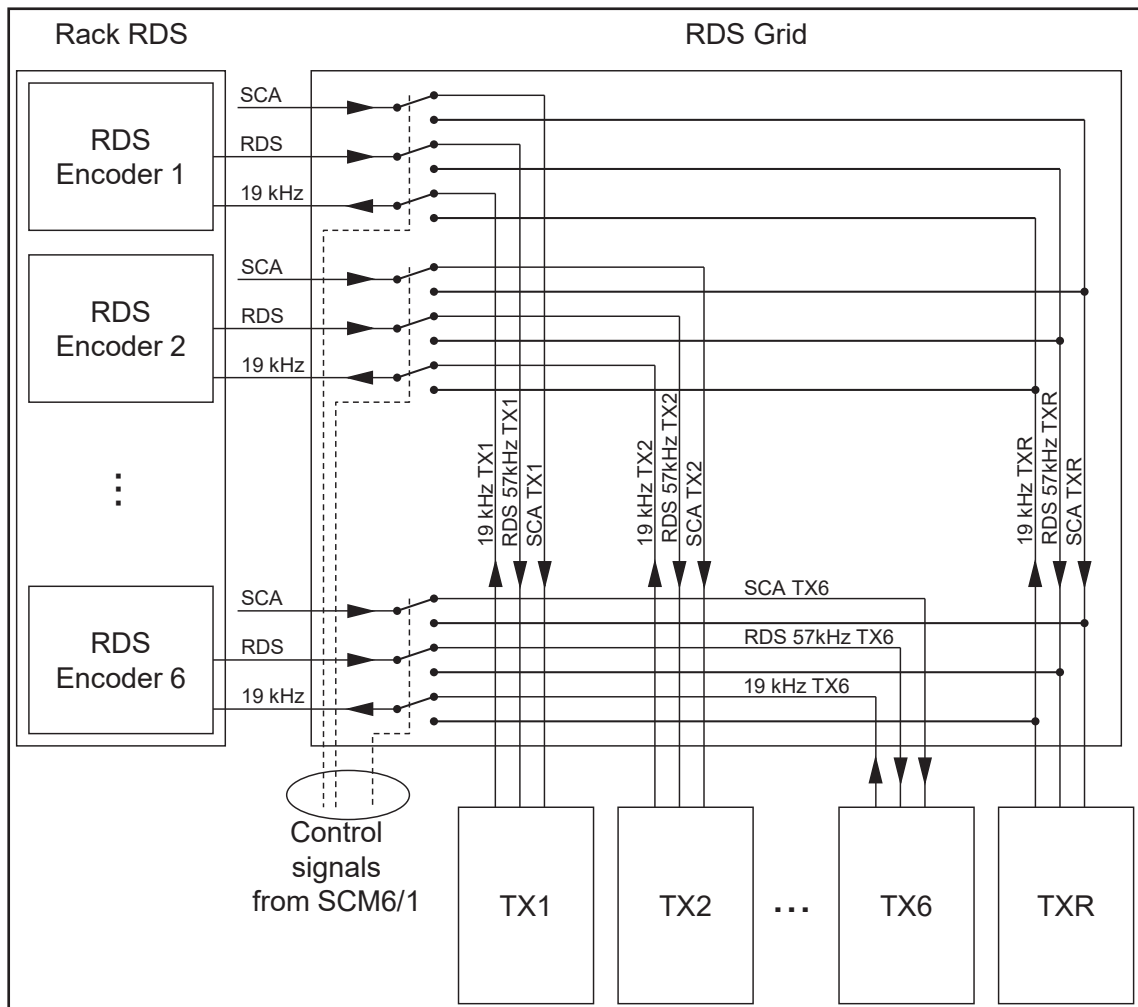 Rack RDS
RDS Grid
RDS
Encoder 1
SCA
RDS
19 kHz
RDS
Encoder 2
SCA
RDS
19 kHz
⋮
19 kHz TX1
RDS 57kHz TX1
SCA TX1
19 kHz TX2
RDS 57kHz TX2
SCA TX2
19 kHz TXR
RDS 57kHz TXR
SCA TXR
RDS
Encoder 6
SCA
RDS
19 kHz
SCA TX6
RDS 57kHz TX6
19 kHz TX6
Control
signals
from SCM6/1
TX1
TX2
...
TX6
TXR